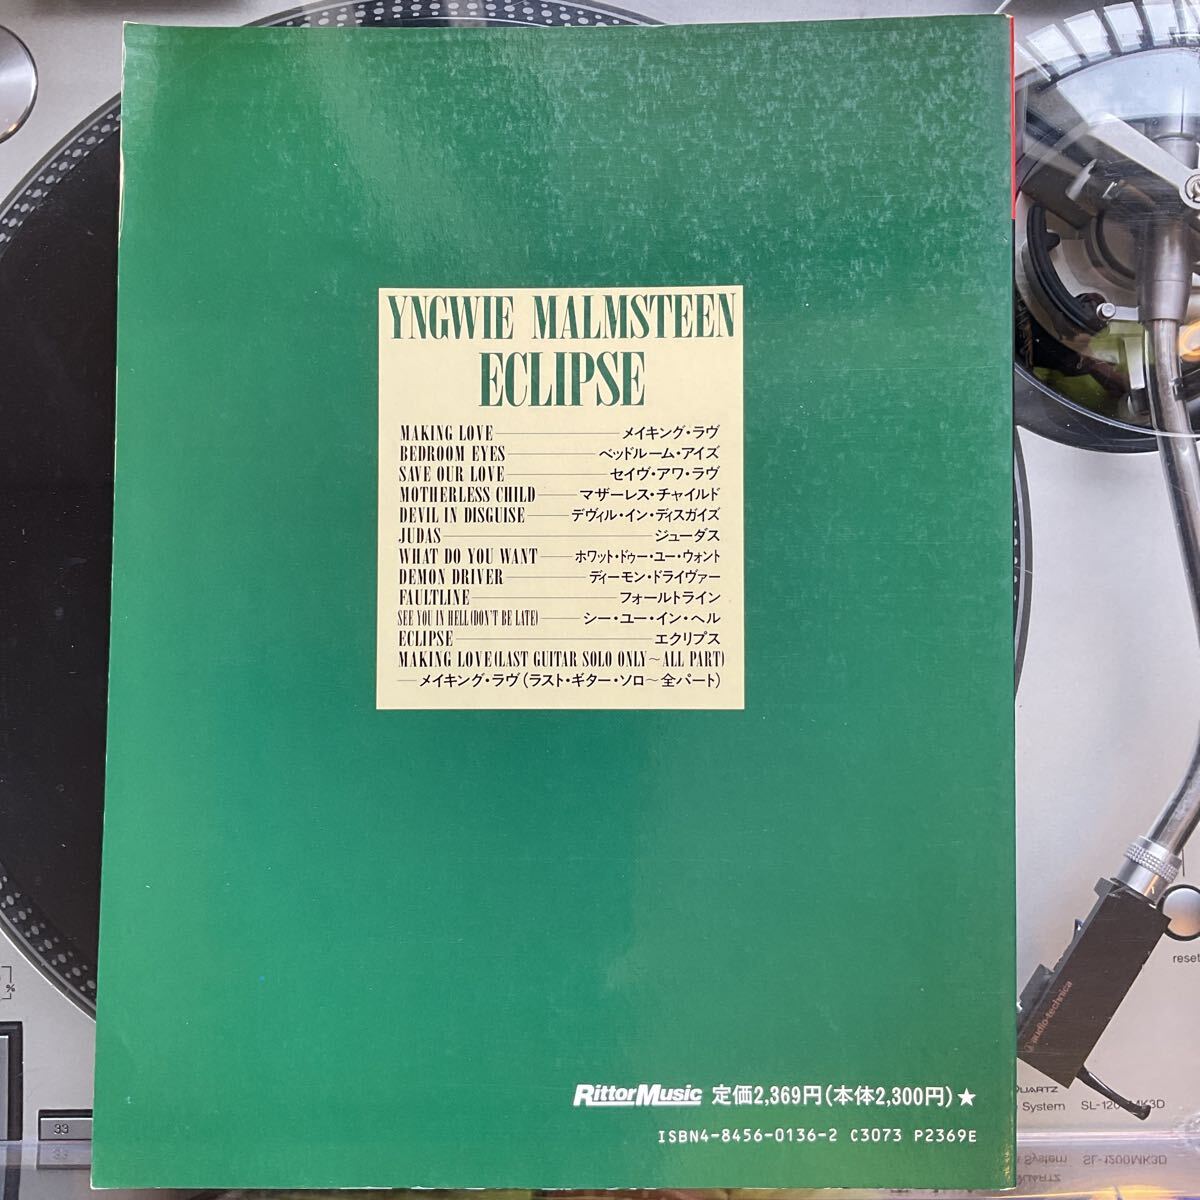 YNGWIE MALMSTEEN
ECLIPSE
MAKING LOVE メイキング・ラヴ
BEDROOM EYES ベッドルーム・アイズ
SAVE OUR LOVE セイヴ・アワ・ラヴ
MOTHERLESS CHILD マザーレス・チャイルド
DEVIL IN DISGUISE デヴィル・イン・ディスガイズ
JUDAS ジューダス
WHAT DO YOU WANT ホワット・ドゥー・ユー・ウォント
DEMON DRIVER ディーモン・ドライヴァー
FAULTLINE フォールトライン
SEE YOU IN HELL (DON'T BE LATE) シー・ユー・イン・ヘル
ECLIPSE エクリプス
MAKING LOVE (LAST GUITAR SOLO ONLY〜ALL PART)
メイキング・ラヴ (ラスト・ギター・ソロ〜全パート)
RittorMusic 定価2,369円(本体2,300円)★
ISBN4-8456-0136-2 C3073 P2369E
reset
audio-technica
QUARTZ
System SL-1200MK3D
33
%